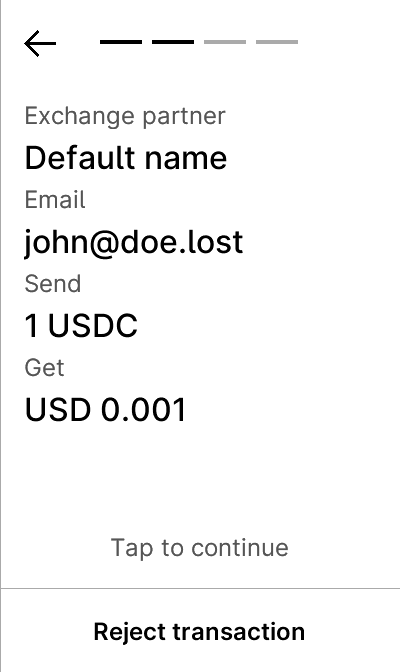 Exchange partner
Default name
Email
john@doe.lost
Send
1 USDC
Get
USD 0.001
Tap to continue
Reject transaction